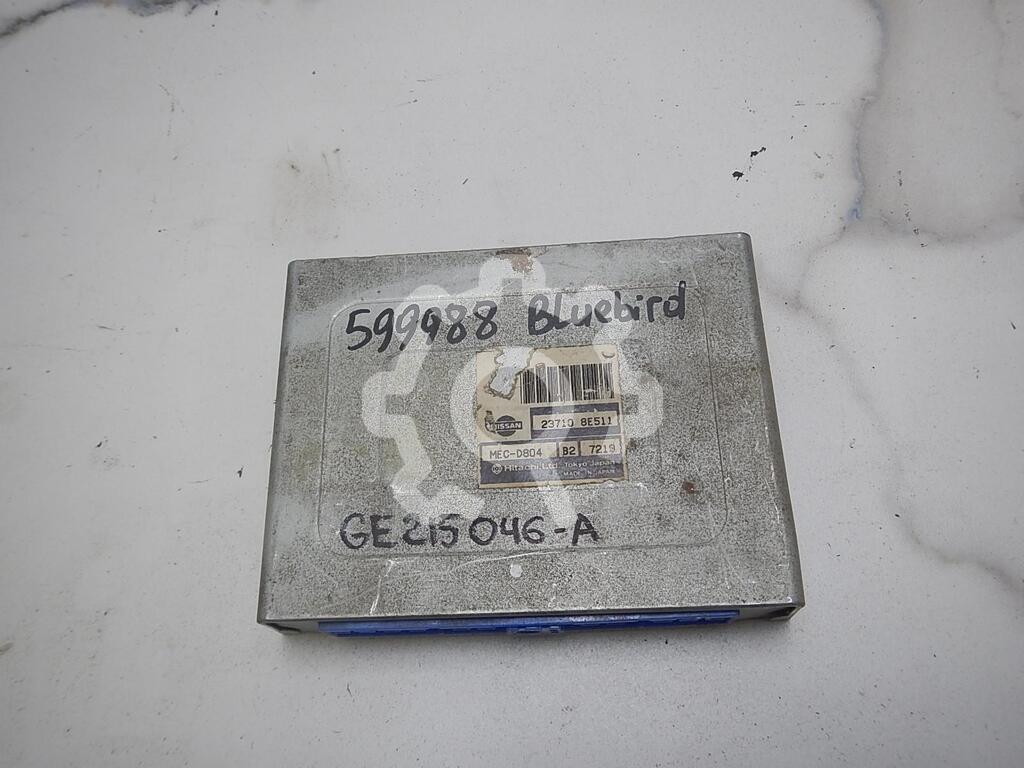 599988 Bluebird
NISSAN
23710 8E511
MEC-D804 B2 7219
Hitachi, Ltd. Tokyo Japan
MADE IN JAPAN
GE215046-A